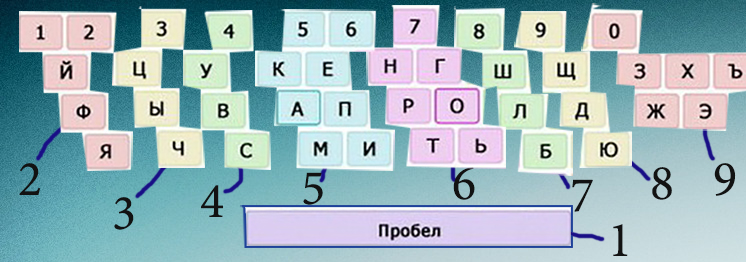 1 2 3 4 5 6 7 8 9 0
Й Ц У К Е Н Г Ш Щ З Х Ъ
Ф Ы В А П Р О Л Д Ж Э
Я Ч С М И Т Ь Б Ю
2 3 4 5 6 7 8 9
Пробел 1